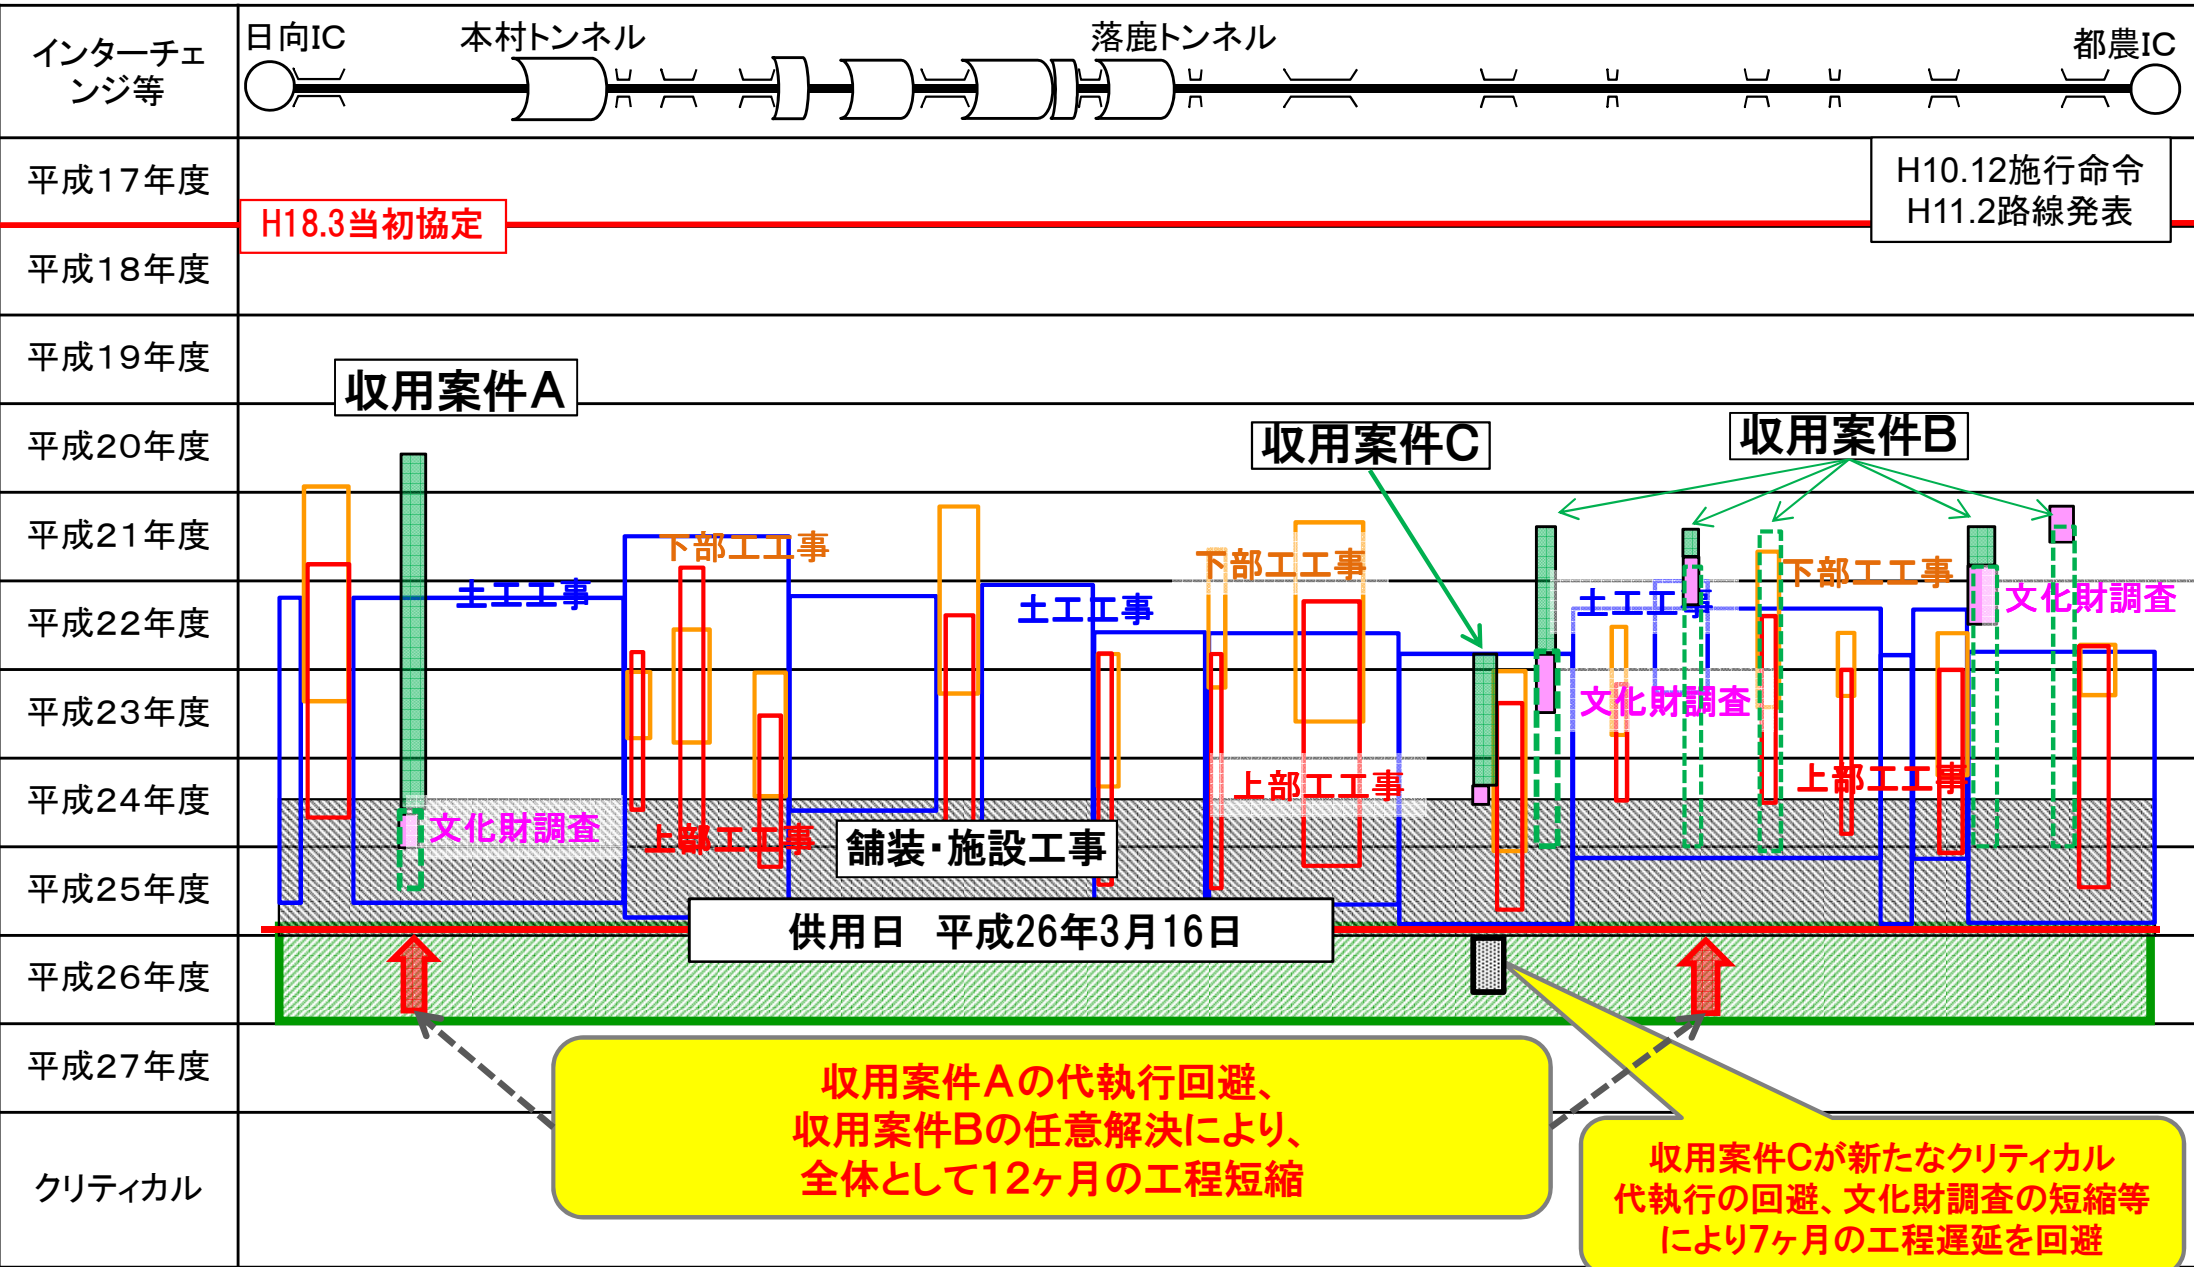 インターチェ
ンジ等
日向IC
本村トンネル
落鹿トンネル
都農IC
平成17年度
H10.12施行命令
H11.2路線発表
H18.3当初協定
平成18年度
平成19年度
収用案件A
平成20年度
収用案件C
収用案件B
平成21年度
下部工工事
下部工工事
下部工工事
平成22年度
土工工事
土工工事
土工工事
文化財調査
平成23年度
文化財調査
平成24年度
上部工工事
上部工工事
文化財調査
上部工工事
舗装・施設工事
平成25年度
供用日 平成26年3月16日
平成26年度
平成27年度
収用案件Aの代執行回避、
収用案件Bの任意解決により、
全体として12ヶ月の工程短縮
クリティカル
収用案件Cが新たなクリティカル
代執行の回避、文化財調査の短縮等
により7ヶ月の工程遅延を回避